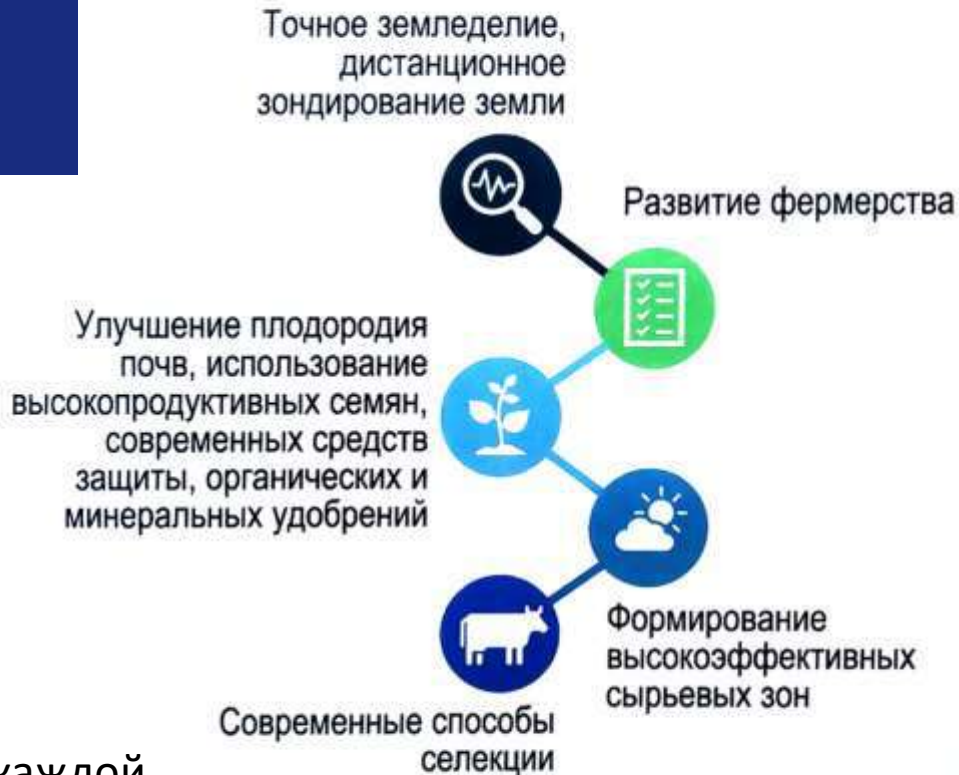 Точное земледелие,
дистанционное
зондирование земли
Развитие фермерства
Улучшение плодородия
почв, использование
высокопродуктивных семян,
современных средств
защиты, органических и
минеральных удобрений
Формирование
высокоэффективных
сырьевых зон
Современные способы
селекции
каждой